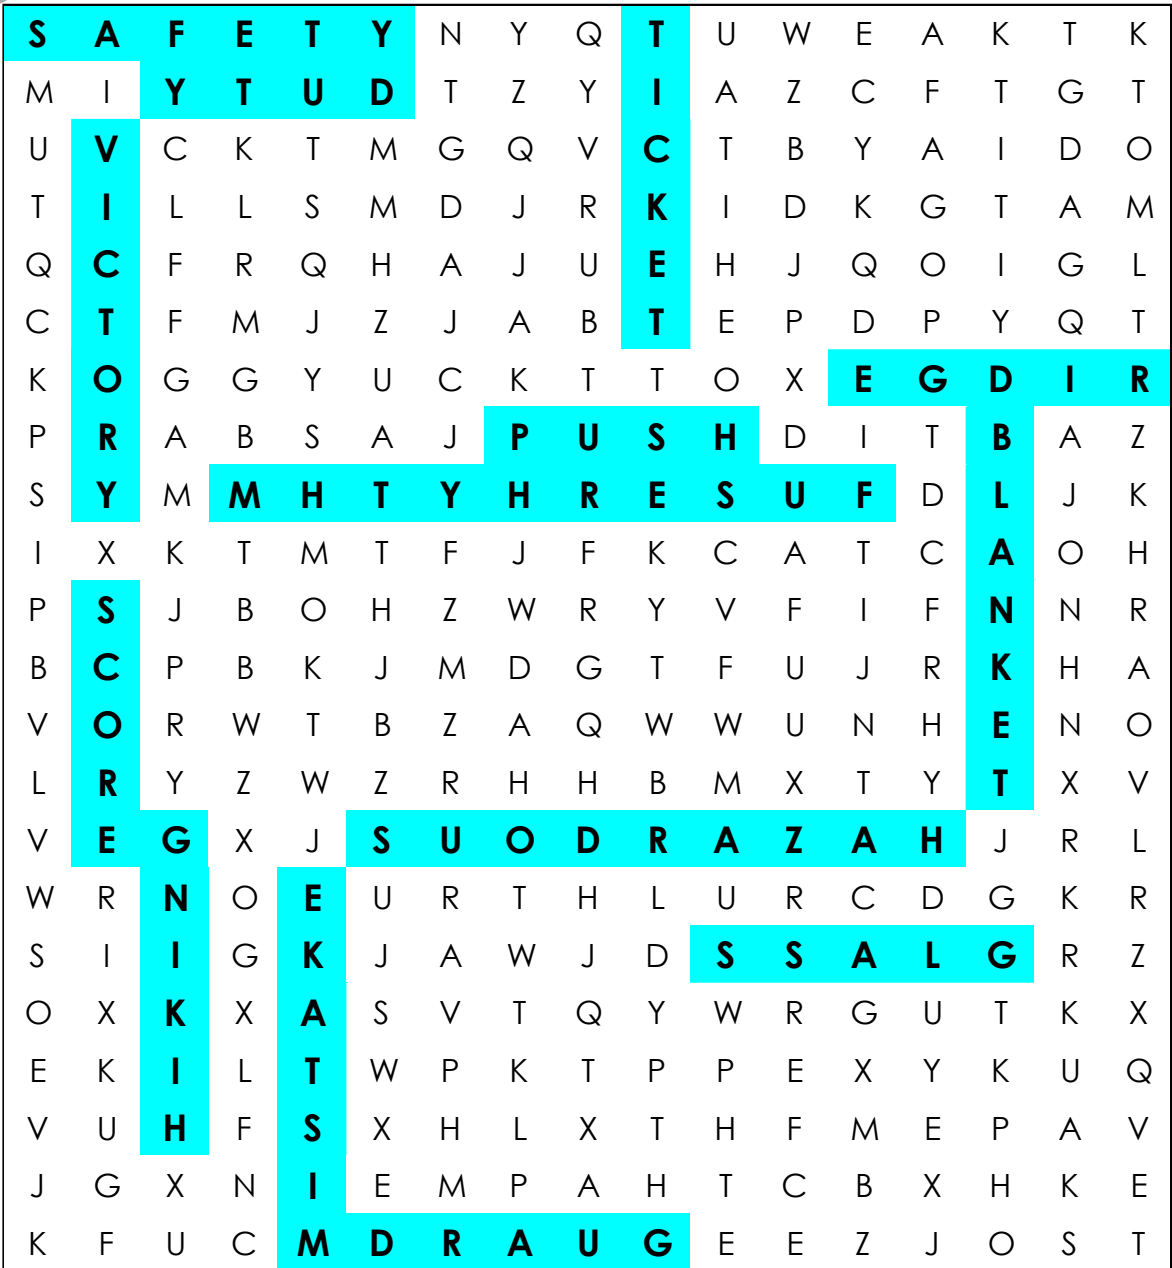 S A F E T Y N Y Q T U W E A K T K
M I Y T U D T Z Y I A Z C F T G T
U V C K T M G Q V C T B Y A I D O
T I L L S M D J R K I D K G T A M
Q C F R Q H A J U E H J Q O I G L
C T F M J Z J A B T E P D P Y Q T
K O G G Y U C K T T O X E G D I R
P R A B S A J P U S H D I T B A Z
S Y M M H T Y H R E S U F D L J K
I X K T M T F J F K C A T C A O H
P S J B O H Z W R Y V F I F N N R
B C P B K J M D G T F U J R K H A
V O R W T B Z A Q W W U N H E N O
L R Y Z W Z R H H B M X T Y T X V
V E G X J S U O D R A Z A H J R L
W R N O E U R T H L U R C D G K R
S I I G K J A W J D S S A L G R Z
O X K X A S V T Q Y W R G U T K X
E K I L T W P K T P P E X Y K U Q
V U H F S X H L X T H F M E P A V
J G X N I E M P A H T C B X H K E
K F U C M D R A U G E E Z J O S T